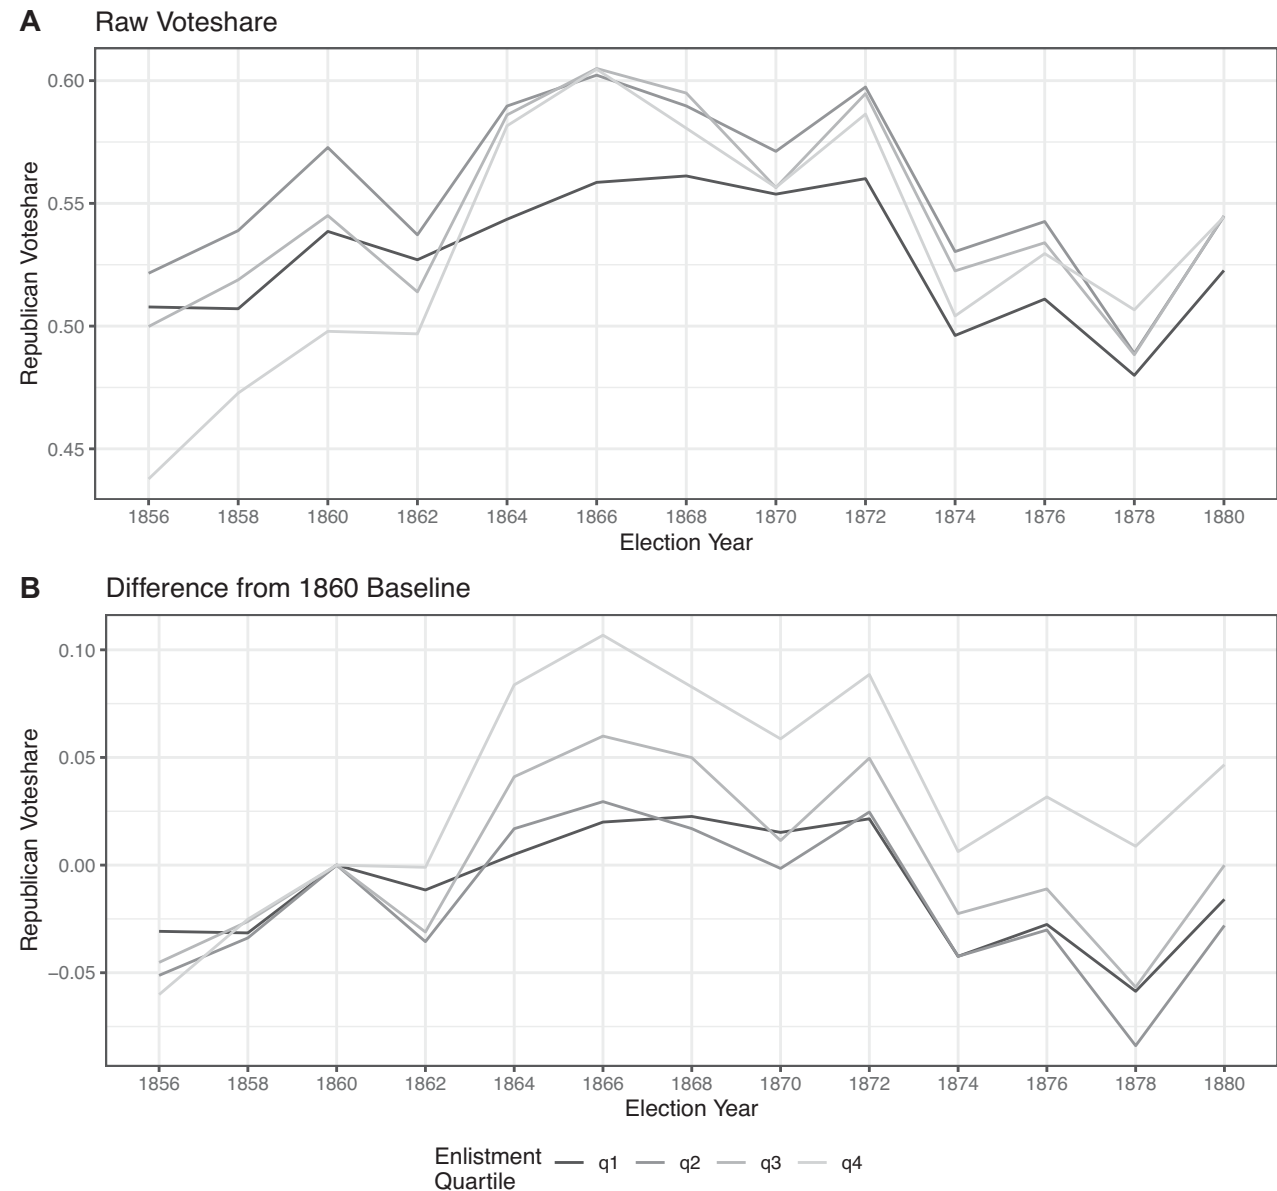 A Raw Voteshare
Republican Voteshare
0.60
0.55
0.50
0.45
1856 1858 1860 1862 1864 1866 1868 1870 1872 1874 1876 1878 1880
Election Year
B Difference from 1860 Baseline
Republican Voteshare
0.10
0.05
0.00
−0.05
1856 1858 1860 1862 1864 1866 1868 1870 1872 1874 1876 1878 1880
Election Year
Enlistment
Quartile
q1 q2 q3 q4